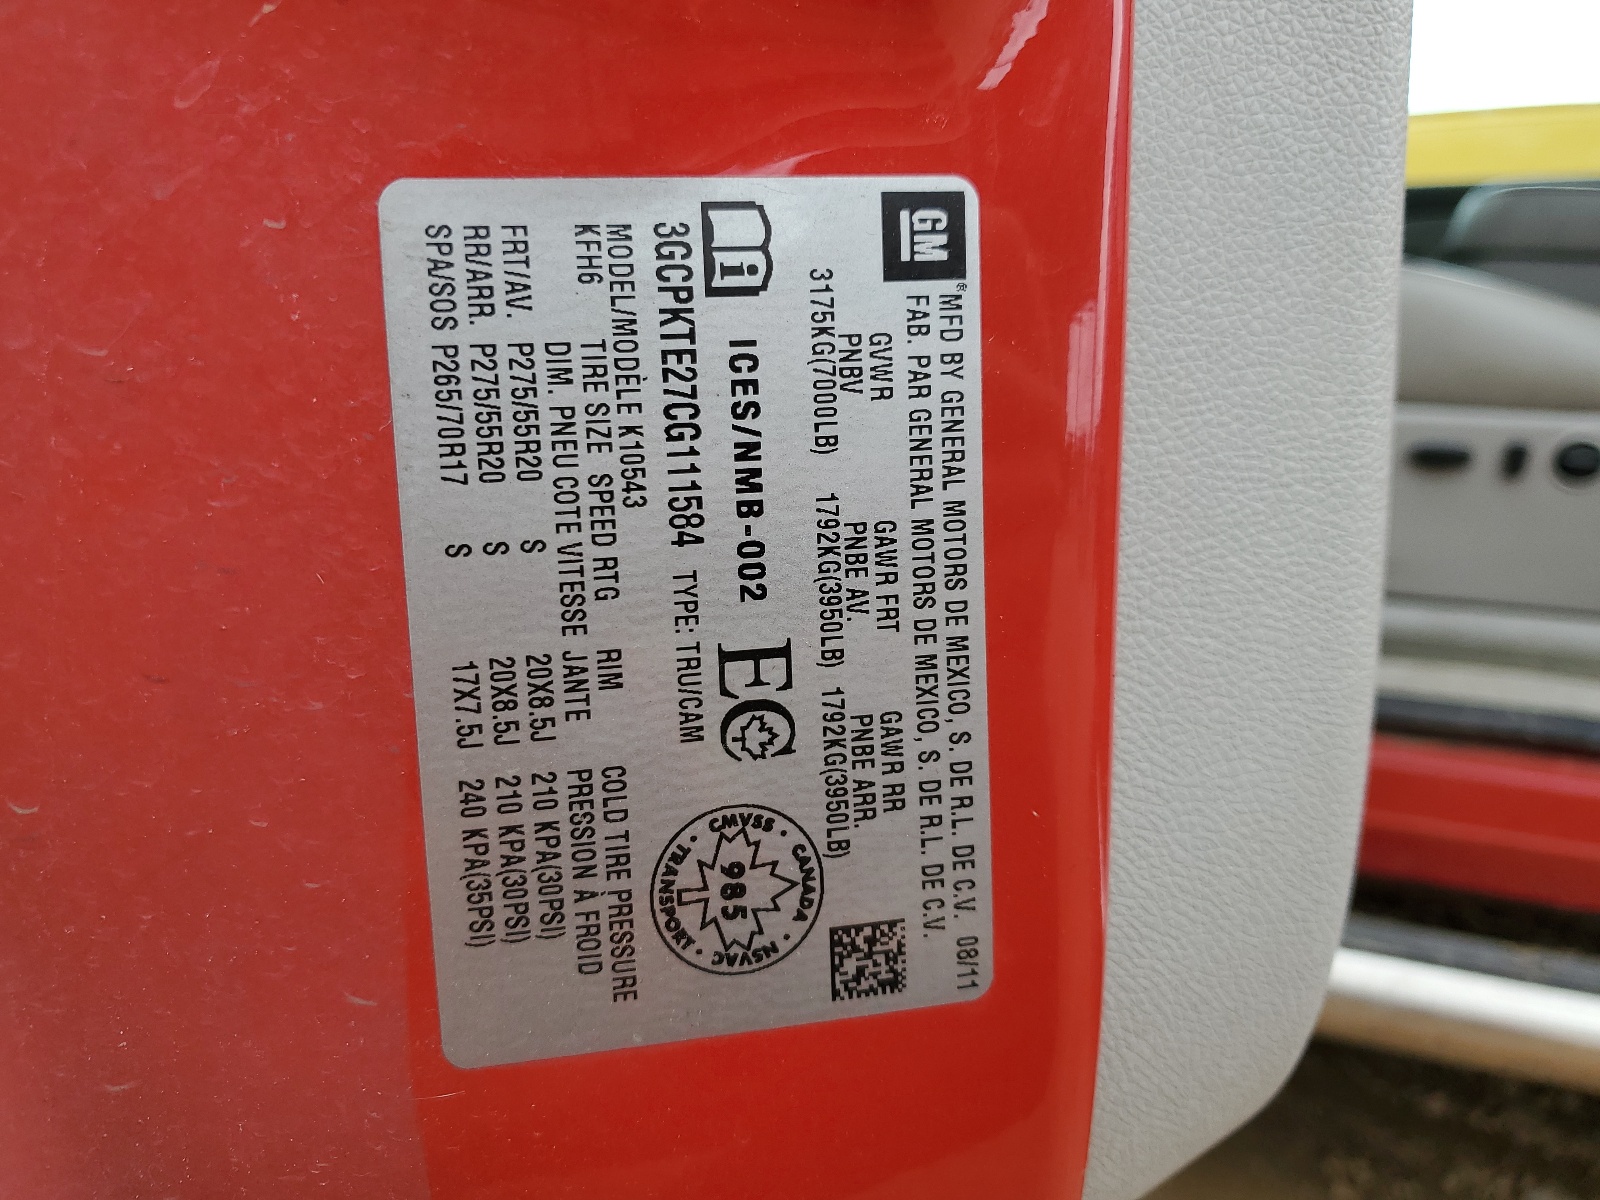 GM ® MFD BY GENERAL MOTORS DE MEXICO, S. DE R.L. DE C.V. 08/11
FAB. PAR GENERAL MOTORS DE MEXICO, S. DE R.L. DE C.V.
GVWR GAWR FRT GAWR RR
PNBV PNBE AV. PNBE ARR.
3175KG(7000LB) 1792KG(3950LB) 1792KG(3950LB)
i ICES/NMB-002 EC
CANADA · NSVAC · TRANSPORT · CMVSS ·
985
3GCPKTE27CG111584 TYPE: TRU/CAM
MODEL/MODÈLE K10543
KFH6 TIRE SIZE SPEED RTG RIM COLD TIRE PRESSURE
DIM. PNEU COTE VITESSE JANTE PRESSION À FROID
FRT/AV. P275/55R20 S 20X8.5J 210 KPA(30PSI)
RR/ARR. P275/55R20 S 20X8.5J 210 KPA(30PSI)
SPA/SOS P265/70R17 S 17X7.5J 240 KPA(35PSI)